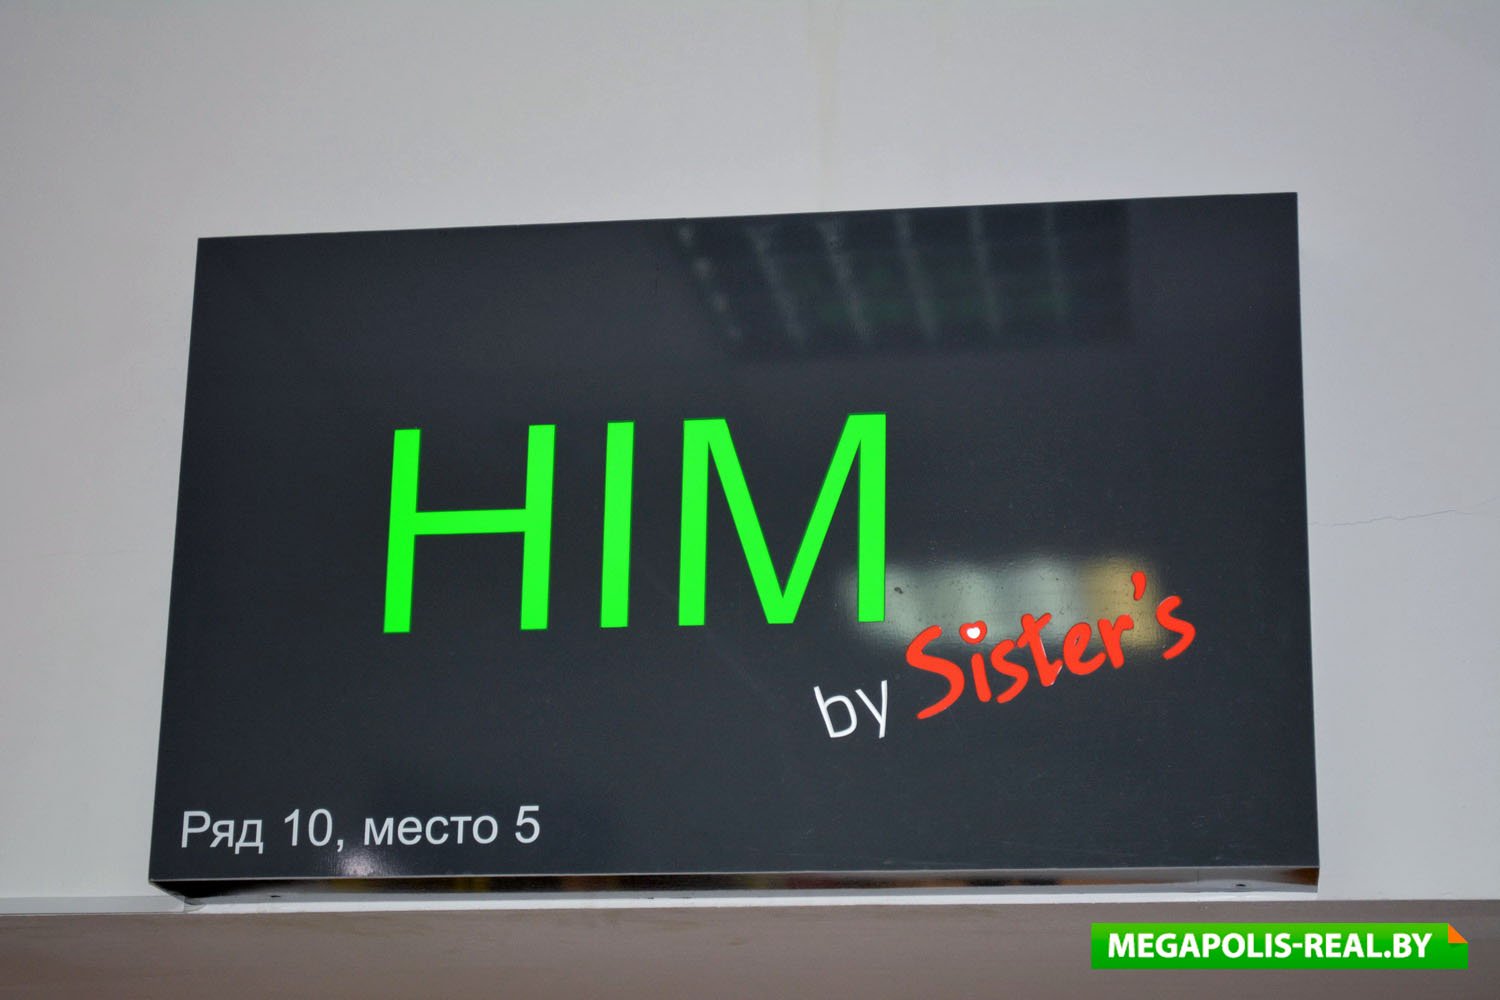 HIM
by Sister's
Ряд 10, место 5
MEGAPOLIS-REAL.BY